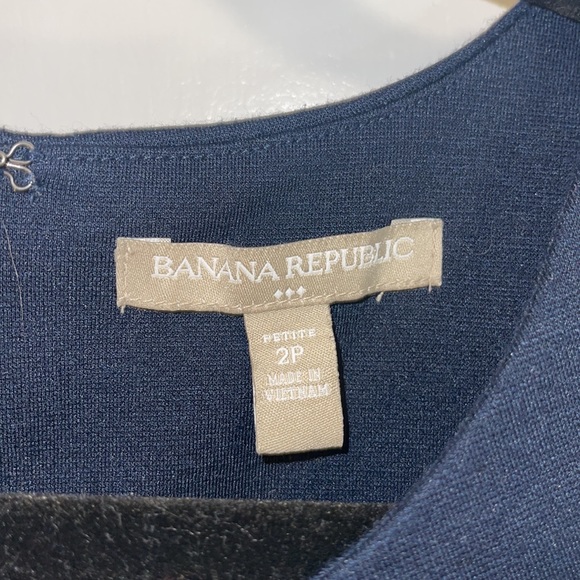 BANANA REPUBLIC
PETITE
2P
MADE IN
VIETNAM